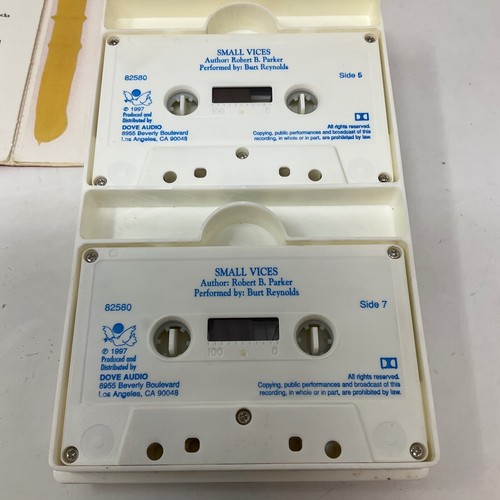 SMALL VICES
Author: Robert B. Parker
Performed by: Burt Reynolds
82580
Side 5
© 1997
Produced and
Distributed by
DOVE AUDIO
8955 Beverly Boulevard
Los Angeles, CA 90048
All rights reserved.
Copying, public performances and broadcast of this
recording, in whole or in part, are prohibited by law.
100 0
SMALL VICES
Author: Robert B. Parker
Performed by: Burt Reynolds
82580
Side 7
© 1997
Produced and
Distributed by
DOVE AUDIO
8955 Beverly Boulevard
Los Angeles, CA 90048
All rights reserved.
Copying, public performances and broadcast of this
recording, in whole or in part, are prohibited by law.
100 0